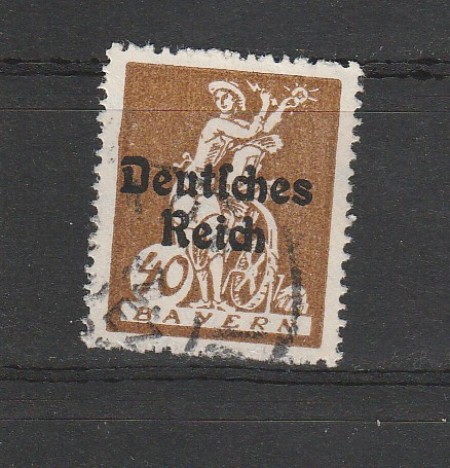 Deutſches
Reich
40
BAYERN